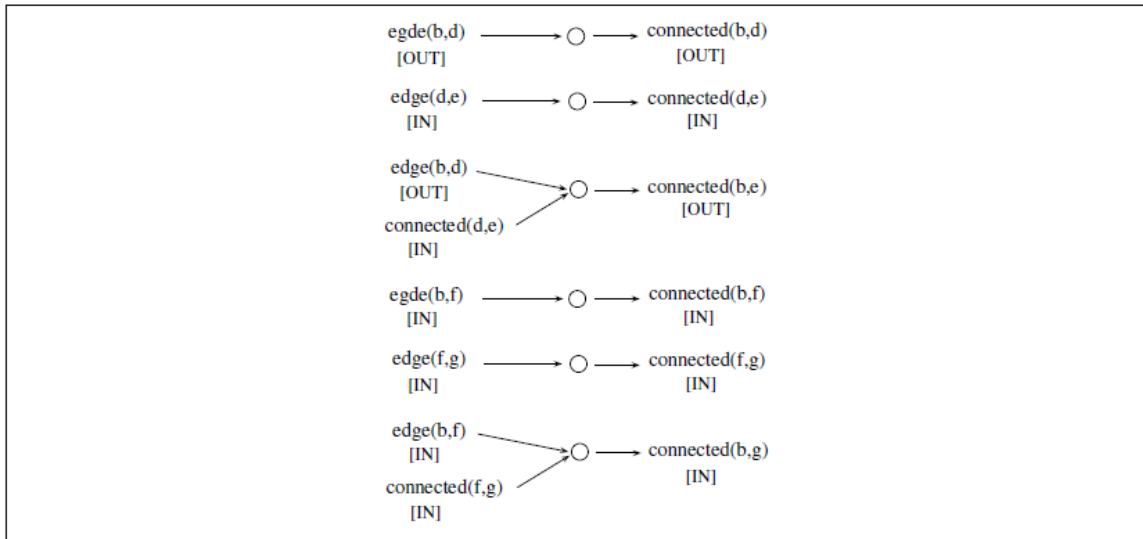 egde(b,d) connected(b,d)
[OUT] [OUT]
edge(d,e) connected(d,e)
[IN] [IN]
edge(b,d)
[OUT] connected(b,e)
[OUT]
connected(d,e)
[IN]
egde(b,f) connected(b,f)
[IN] [IN]
edge(f,g) connected(f,g)
[IN] [IN]
edge(b,f)
[IN] connected(b,g)
[IN]
connected(f,g)
[IN]